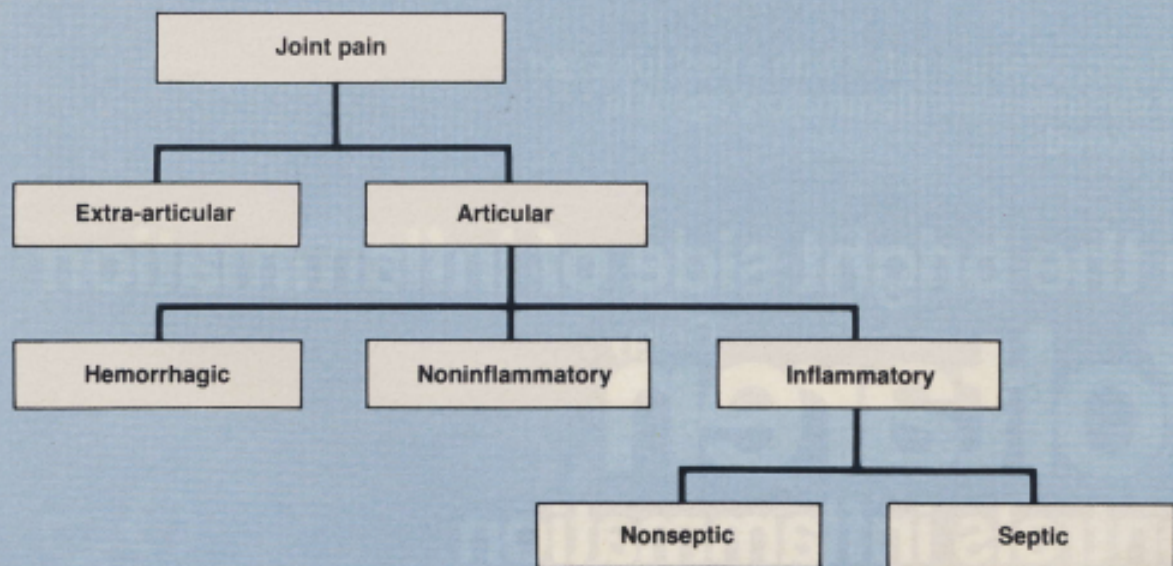 Joint pain
Extra-articular
Articular
Hemorrhagic
Noninflammatory
Inflammatory
Nonseptic
Septic